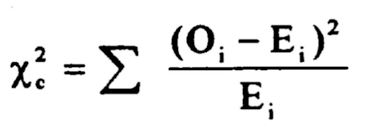 χ²c = Σ (Oi − Ei)² / Ei